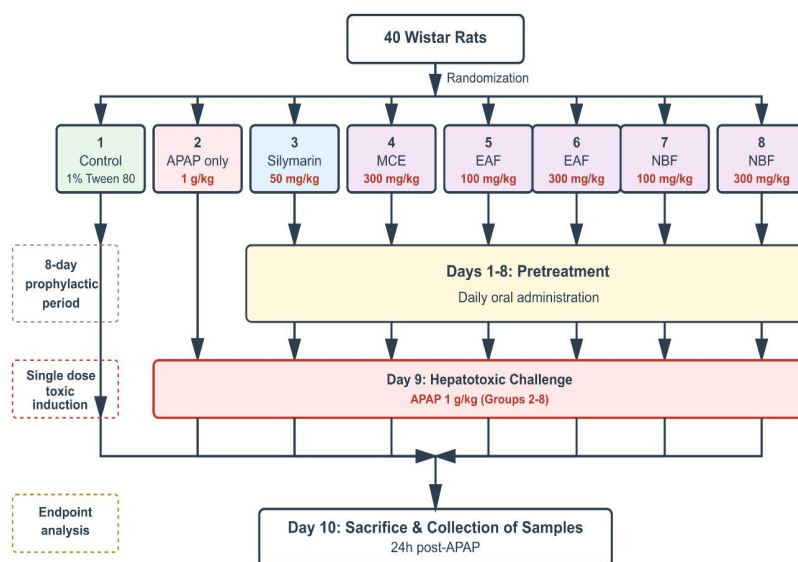 40 Wistar Rats
Randomization
1
Control
1% Tween 80
2
APAP only
1 g/kg
3
Silymarin
50 mg/kg
4
MCE
300 mg/kg
5
EAF
100 mg/kg
6
EAF
300 mg/kg
7
NBF
100 mg/kg
8
NBF
300 mg/kg
8-day
prophylactic
period
Days 1-8: Pretreatment
Daily oral administration
Single dose
toxic
induction
Day 9: Hepatotoxic Challenge
APAP 1 g/kg (Groups 2-8)
Endpoint
analysis
Day 10: Sacrifice & Collection of Samples
24h post-APAP